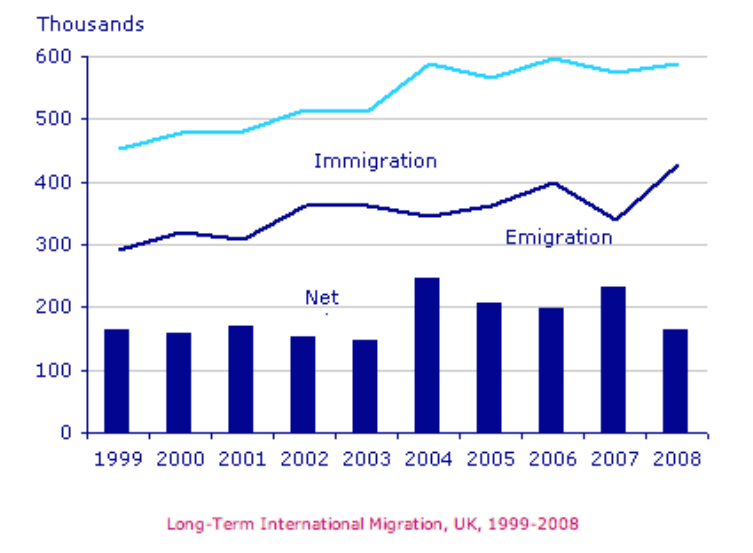 Thousands
600
500
Immigration
400
300
Emigration
Net
200
100
0
1999 2000 2001 2002 2003 2004 2005 2006 2007 2008
Long-Term International Migration, UK, 1999-2008